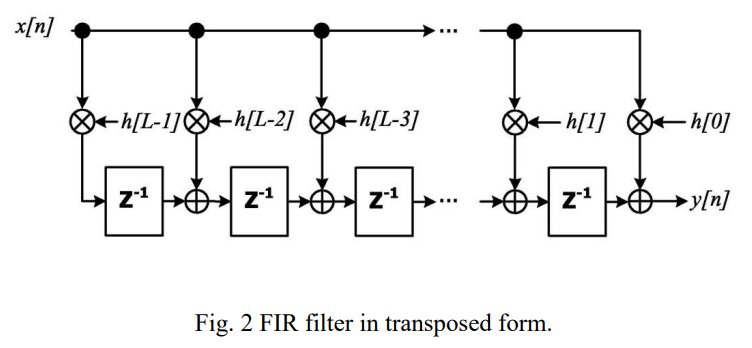 x[n]
h[L-1] h[L-2] h[L-3] ... h[1] h[0]
z⁻¹ z⁻¹ z⁻¹ ... z⁻¹ y[n]
Fig. 2 FIR filter in transposed form.